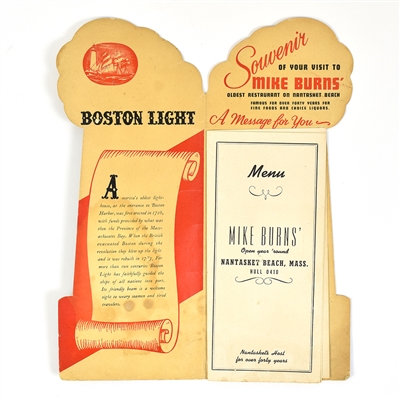 BOSTON LIGHT
America's oldest light-
house, at the entrance to Boston
Harbor, was first erected in 1716,
with funds provided by what was
then the Province of the Massa-
chusetts Bay. When the British
evacuated Boston during the
revolution they blew up the light
and it was rebuilt in 1783. For
more than two centuries Boston
Light has faithfully guided the
ships of all nations into port.
Its friendly beam is a welcome
sight to weary seamen and tired
travelers.
Souvenir
OF YOUR VISIT TO
MIKE BURNS'
OLDEST RESTAURANT ON NANTASKET BEACH
FAMOUS FOR OVER FORTY YEARS FOR
FINE FOODS AND CHOICE LIQUORS.
A Message for You
Menu
MIKE BURNS'
Open year 'round
NANTASKET BEACH, MASS.
HULL 0410
Nantasket's Host
for over forty years